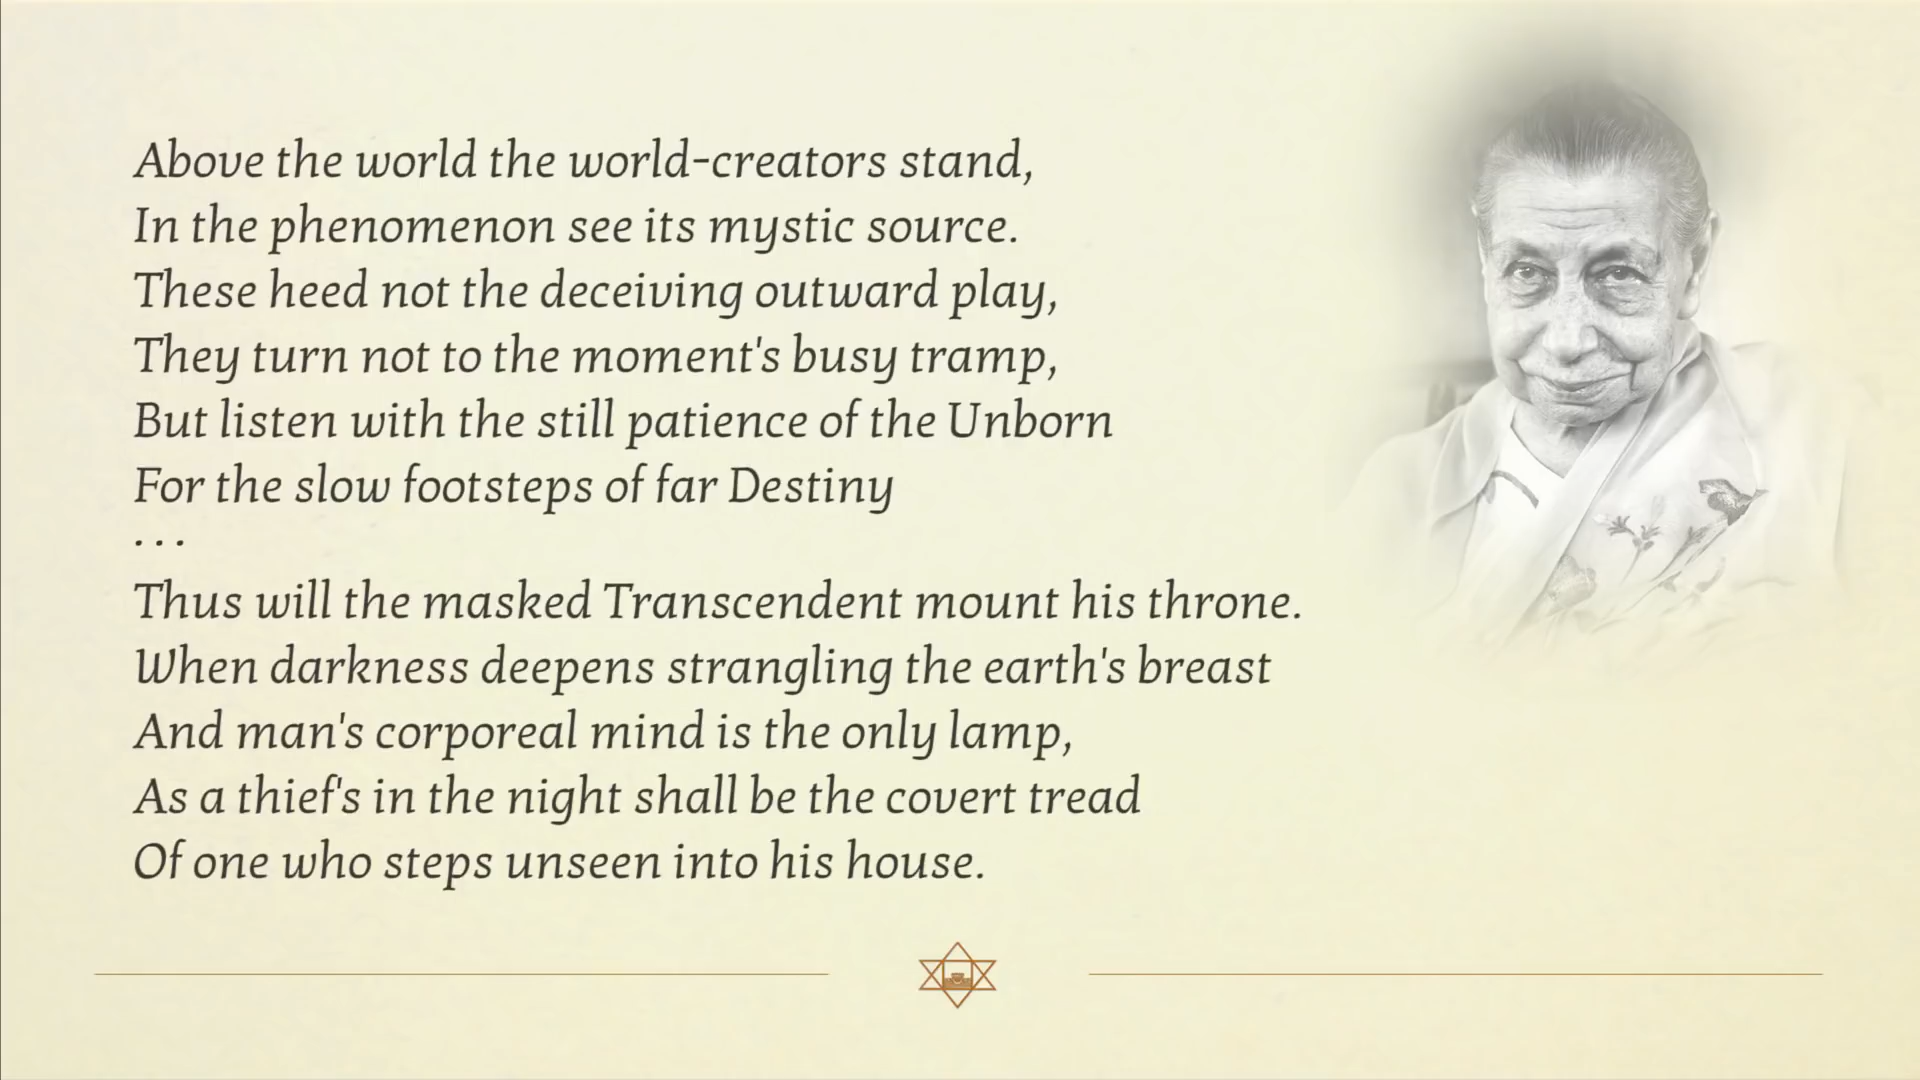 Above the world the world-creators stand,
In the phenomenon see its mystic source.
These heed not the deceiving outward play,
They turn not to the moment's busy tramp,
But listen with the still patience of the Unborn
For the slow footsteps of far Destiny
...
Thus will the masked Transcendent mount his throne.
When darkness deepens strangling the earth's breast
And man's corporeal mind is the only lamp,
As a thief's in the night shall be the covert tread
Of one who steps unseen into his house.